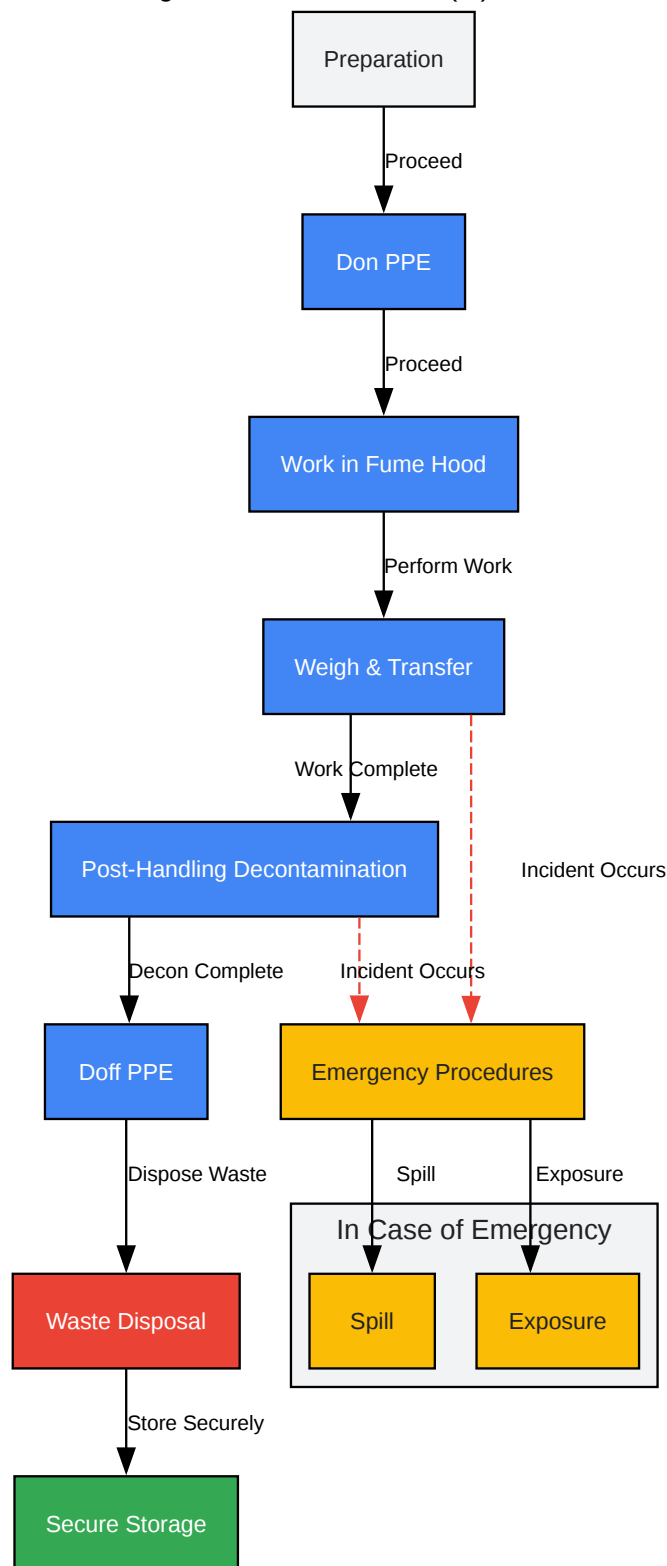 Preparation
Proceed
Don PPE
Proceed
Work in Fume Hood
Perform Work
Weigh & Transfer
Work Complete
Post-Handling Decontamination
Incident Occurs
Decon Complete
Incident Occurs
Doff PPE
Emergency Procedures
Dispose Waste
Spill
Exposure
In Case of Emergency
Waste Disposal
Spill
Exposure
Store Securely
Secure Storage